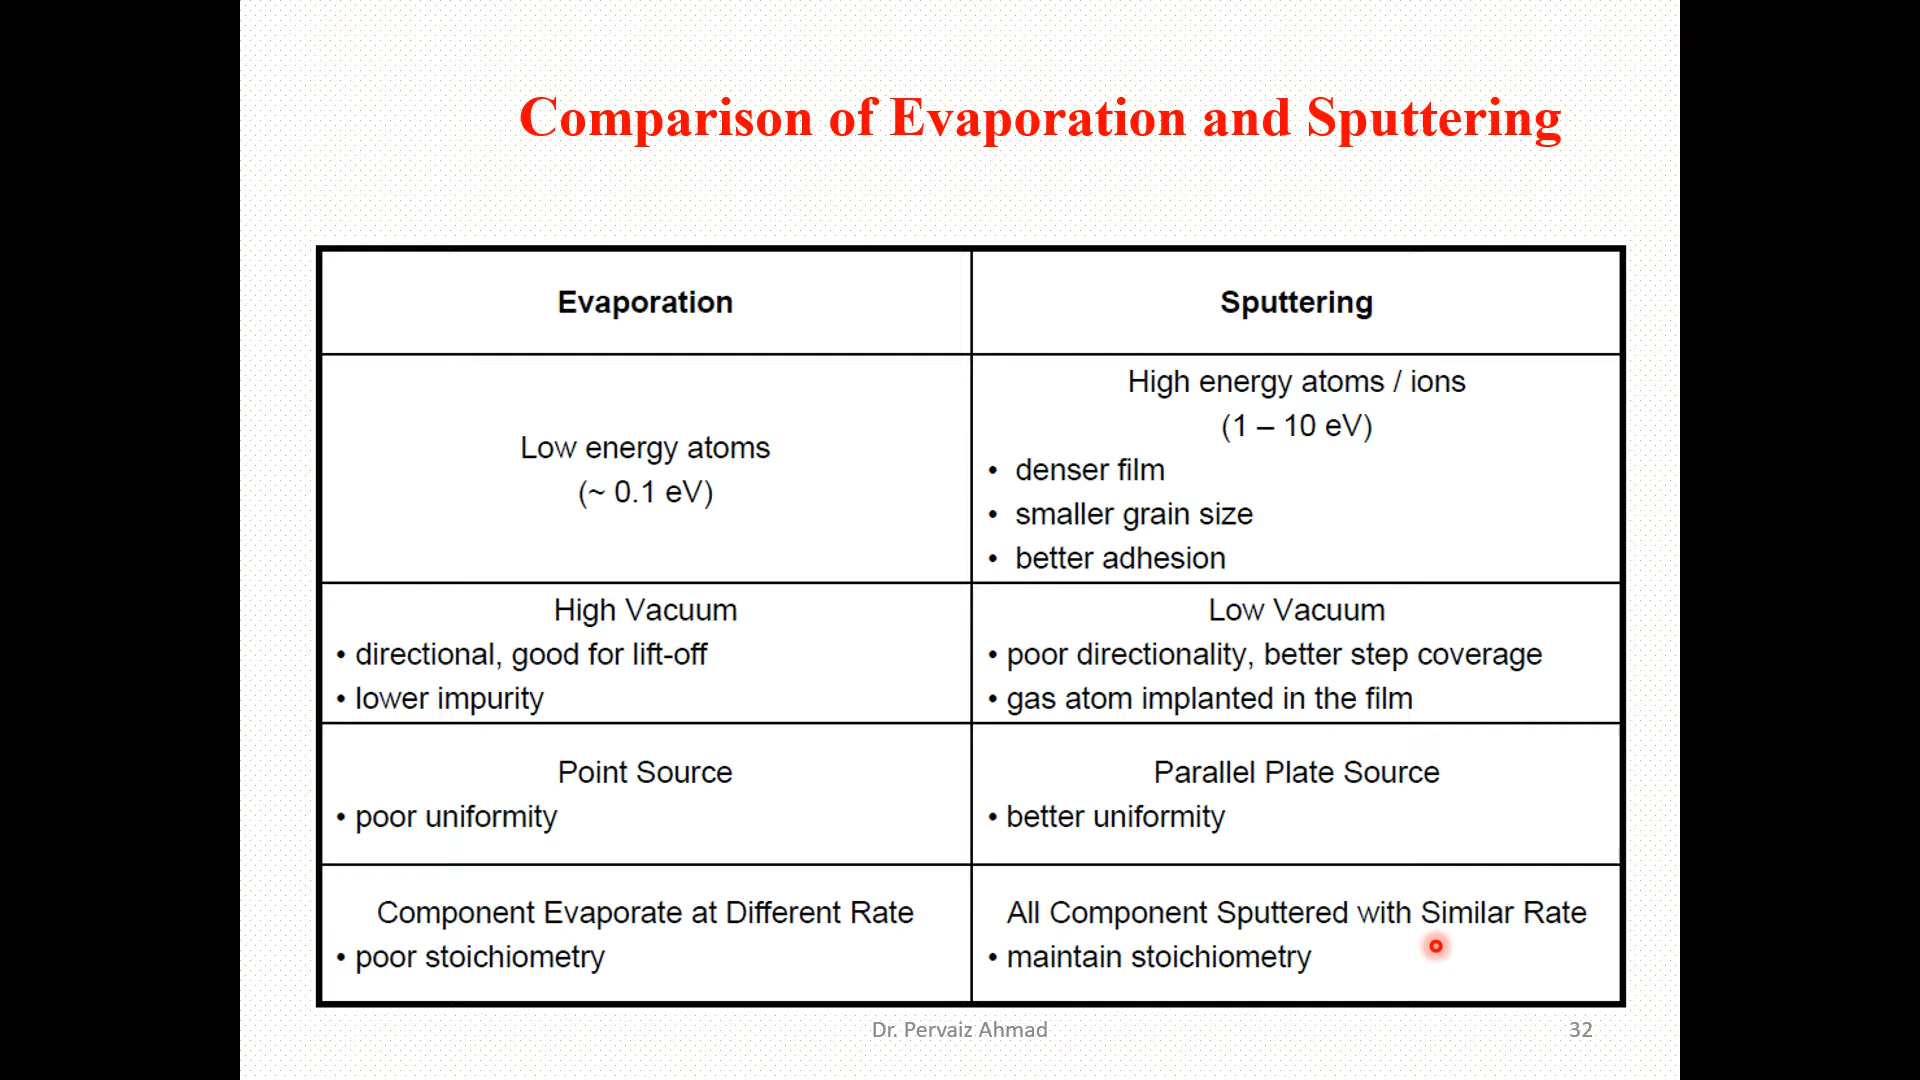 Comparison of Evaporation and Sputtering
Evaporation
Sputtering
Low energy atoms
(~ 0.1 eV)
High energy atoms / ions
(1 – 10 eV)
• denser film
• smaller grain size
• better adhesion
High Vacuum
• directional, good for lift-off
• lower impurity
Low Vacuum
• poor directionality, better step coverage
• gas atom implanted in the film
Point Source
• poor uniformity
Parallel Plate Source
• better uniformity
Component Evaporate at Different Rate
• poor stoichiometry
All Component Sputtered with Similar Rate
• maintain stoichiometry
Dr. Pervaiz Ahmad
32